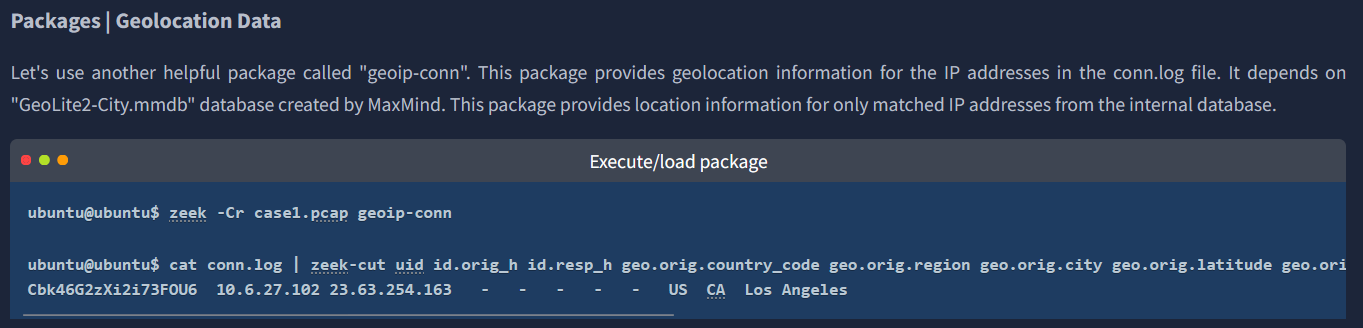 Packages | Geolocation Data
Let's use another helpful package called "geoip-conn". This package provides geolocation information for the IP addresses in the conn.log file. It depends on
"GeoLite2-City.mmdb" database created by MaxMind. This package provides location information for only matched IP addresses from the internal database.
Execute/load package
ubuntu@ubuntu$ zeek -Cr case1.pcap geoip-conn
ubuntu@ubuntu$ cat conn.log | zeek-cut uid id.orig_h id.resp_h geo.orig.country_code geo.orig.region geo.orig.city geo.orig.latitude geo.ori
Cbk46G2zXi2i73FOU6 10.6.27.102 23.63.254.163 - - - - - US CA Los Angeles